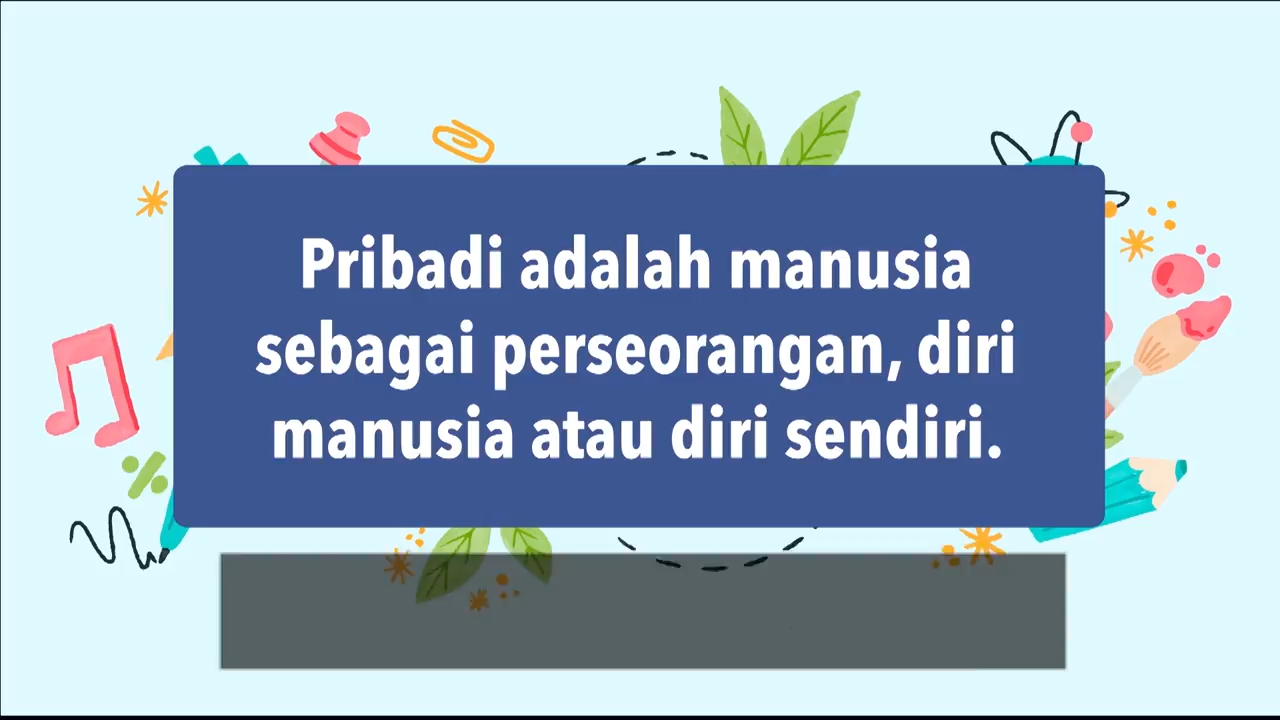 Pribadi adalah manusia
sebagai perseorangan, diri
manusia atau diri sendiri.